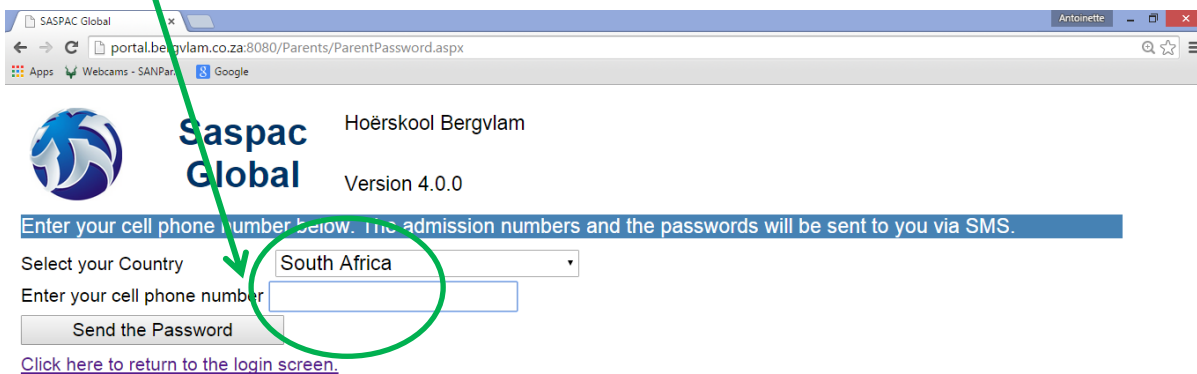 SASPAC Global
Antoinette
portal.bergvlam.co.za:8080/Parents/ParentPassword.aspx
Apps Webcams - SANPar... Google
Saspac Global
Hoërskool Bergvlam
Version 4.0.0
Enter your cell phone number below. The admission numbers and the passwords will be sent to you via SMS.
Select your Country South Africa
Enter your cell phone number
Send the Password
Click here to return to the login screen.